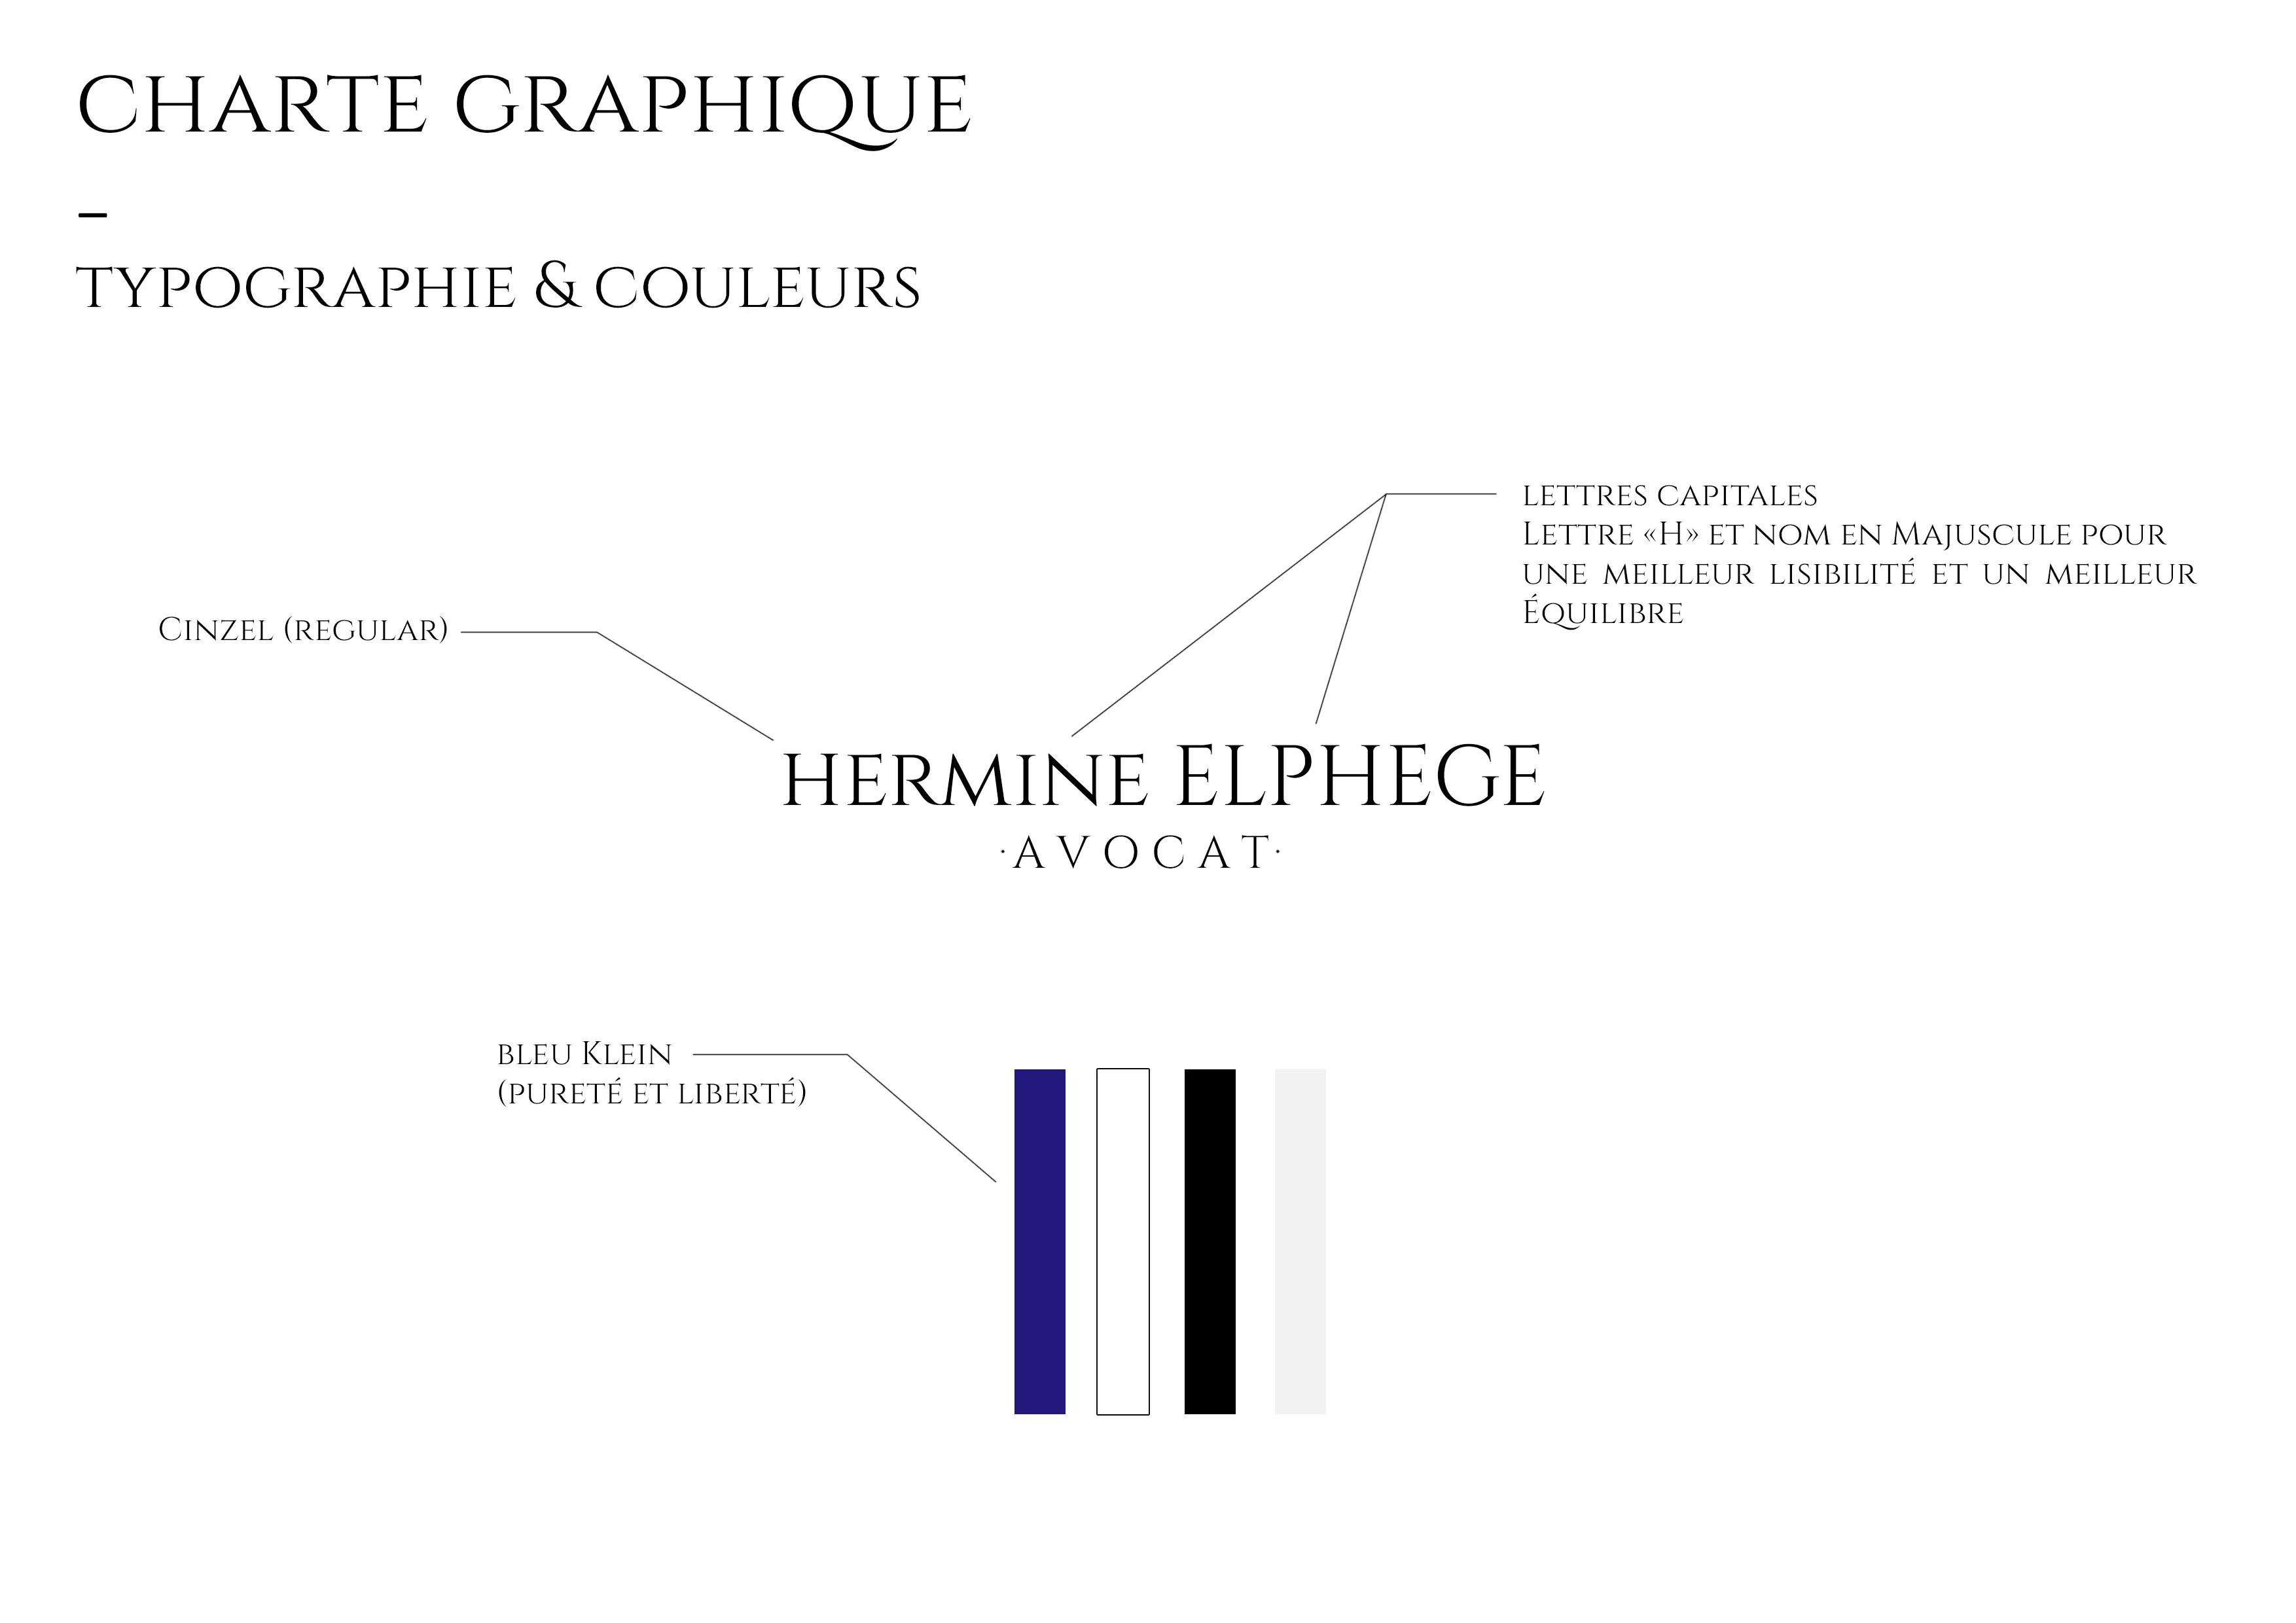 CHARTE GRAPHIQUE
–
TYPOGRAPHIE & COULEURS
LETTRES CAPITALES
LETTRE «H» ET NOM EN MAJUSCULE POUR
UNE MEILLEUR LISIBILITÉ ET UN MEILLEUR
ÉQUILIBRE
CINZEL (REGULAR)
HERMINE ELPHEGE
·AVOCAT·
BLEU KLEIN
(PURETÉ ET LIBERTÉ)